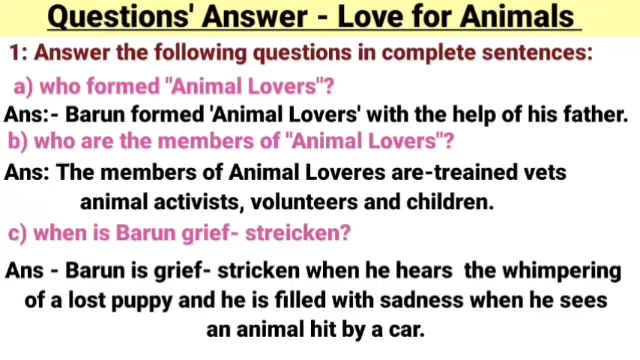 Questions' Answer - Love for Animals
1: Answer the following questions in complete sentences:
a) who formed "Animal Lovers"?
Ans:- Barun formed 'Animal Lovers' with the help of his father.
b) who are the members of "Animal Lovers"?
Ans: The members of Animal Loveres are-treained vets
animal activists, volunteers and children.
c) when is Barun grief- streicken?
Ans - Barun is grief- stricken when he hears the whimpering
of a lost puppy and he is filled with sadness when he sees
an animal hit by a car.